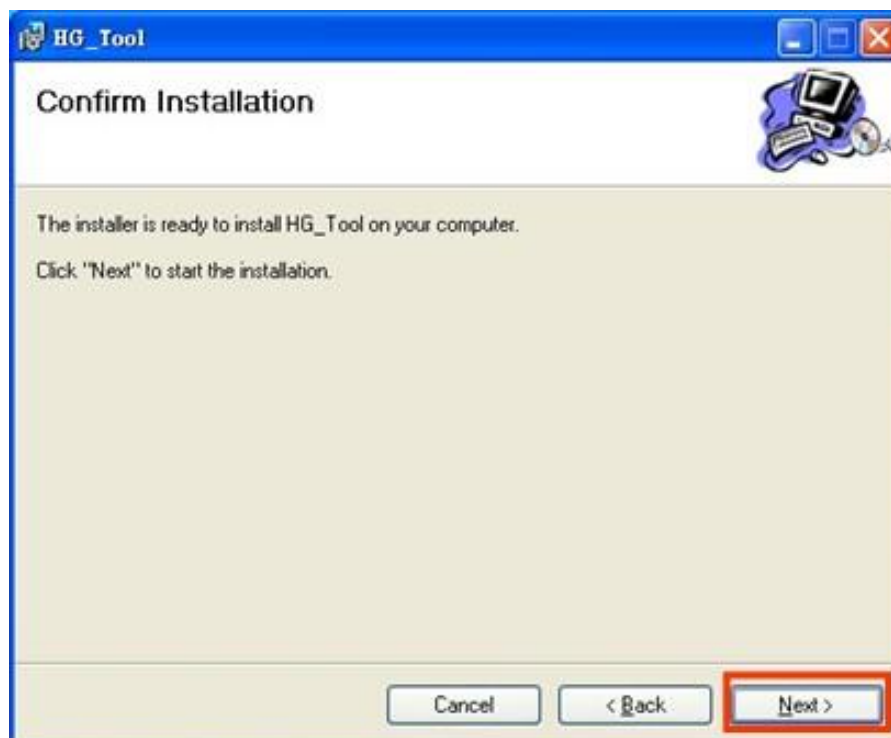 HG_Tool
Confirm Installation
The installer is ready to install HG_Tool on your computer.
Click "Next" to start the installation.
Cancel
< Back
Next >